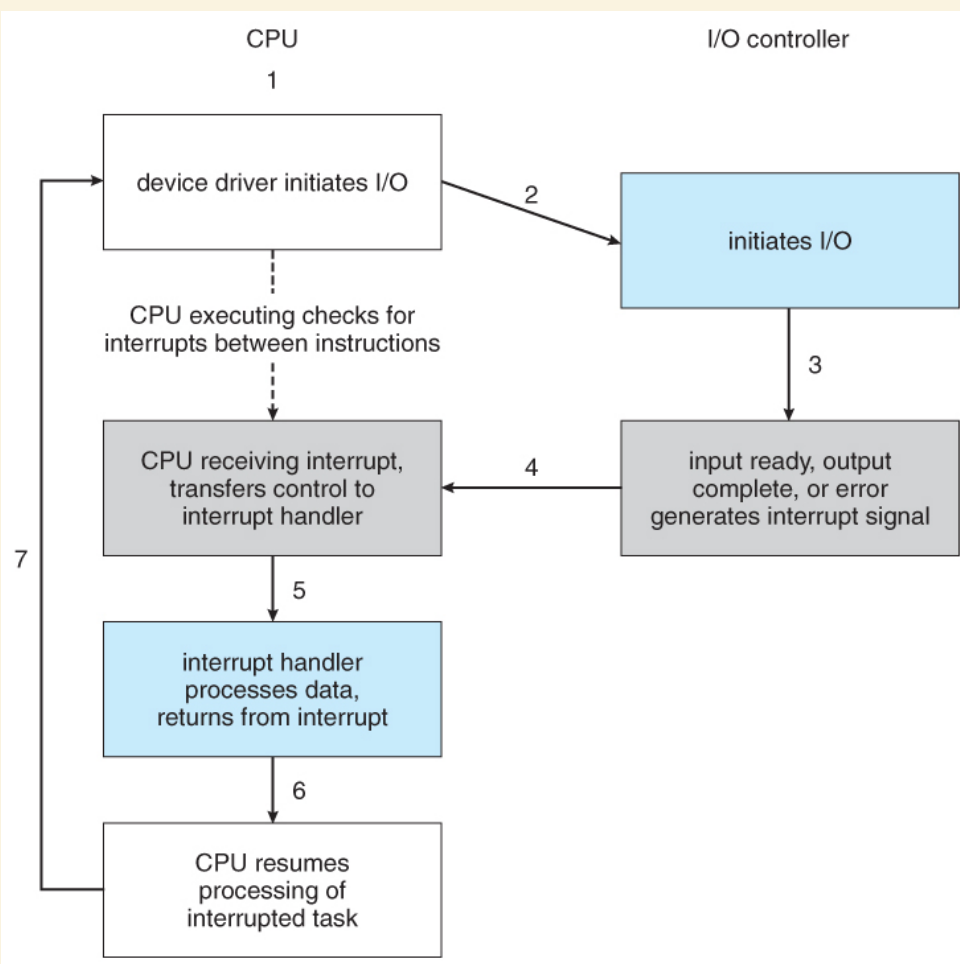 CPU
I/O controller
1
device driver initiates I/O
2
initiates I/O
CPU executing checks for
interrupts between instructions
3
CPU receiving interrupt,
transfers control to
interrupt handler
4
input ready, output
complete, or error
generates interrupt signal
7
5
interrupt handler
processes data,
returns from interrupt
6
CPU resumes
processing of
interrupted task